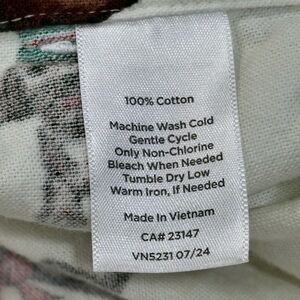 100% Cotton
Machine Wash Cold
Gentle Cycle
Only Non-Chlorine
Bleach When Needed
Tumble Dry Low
Warm Iron, If Needed
Made In Vietnam
CA# 23147
VN5231 07/24